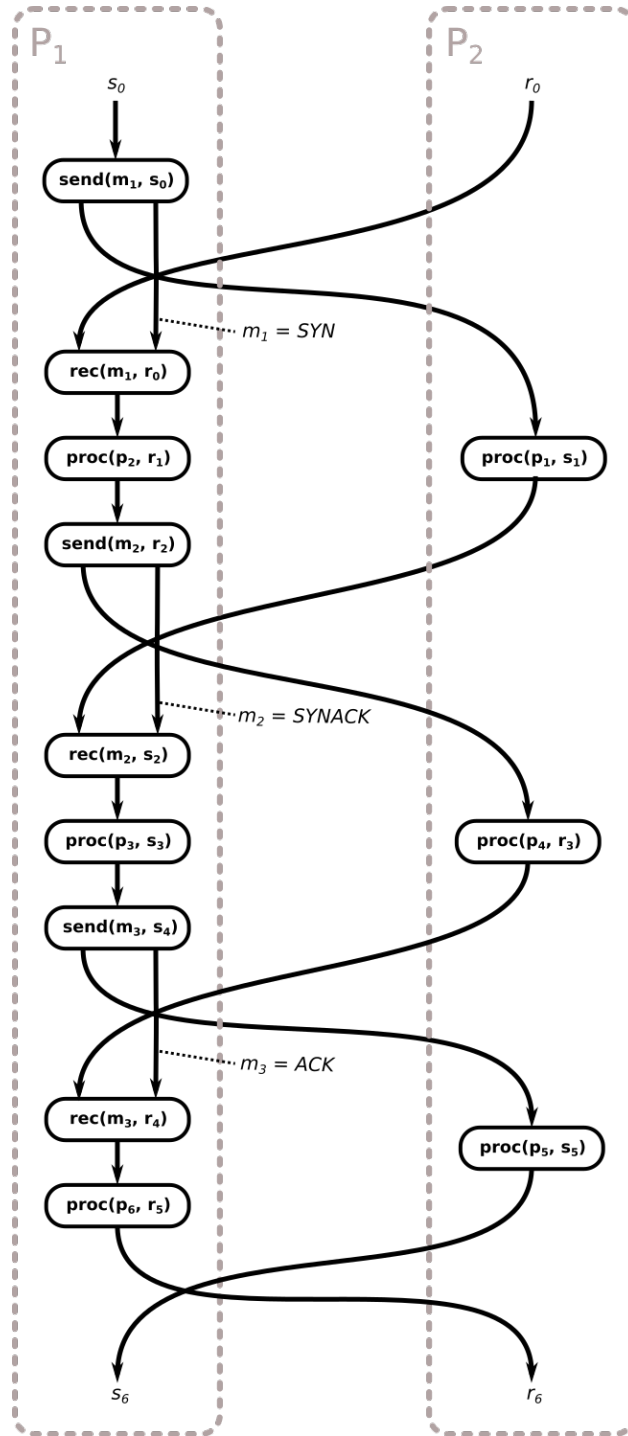 P₁ P₂
s₀ r₀
send(m₁, s₀)
m₁ = SYN
rec(m₁, r₀)
proc(p₂, r₁) proc(p₁, s₁)
send(m₂, r₂)
m₂ = SYNACK
rec(m₂, s₂)
proc(p₃, s₃) proc(p₄, r₃)
send(m₃, s₄)
m₃ = ACK
rec(m₃, r₄)
proc(p₅, s₅)
proc(p₆, r₅)
s₆ r₆